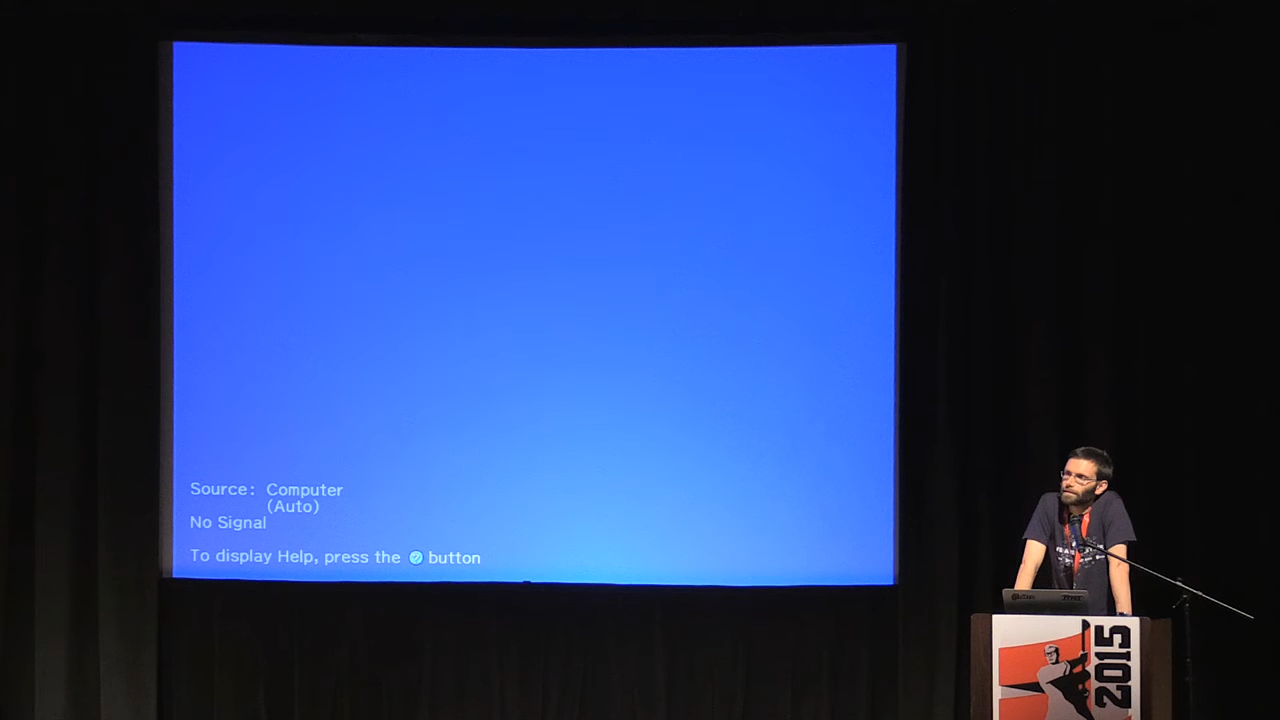 Source: Computer
(Auto)
No Signal
To display Help, press the ? button
2015